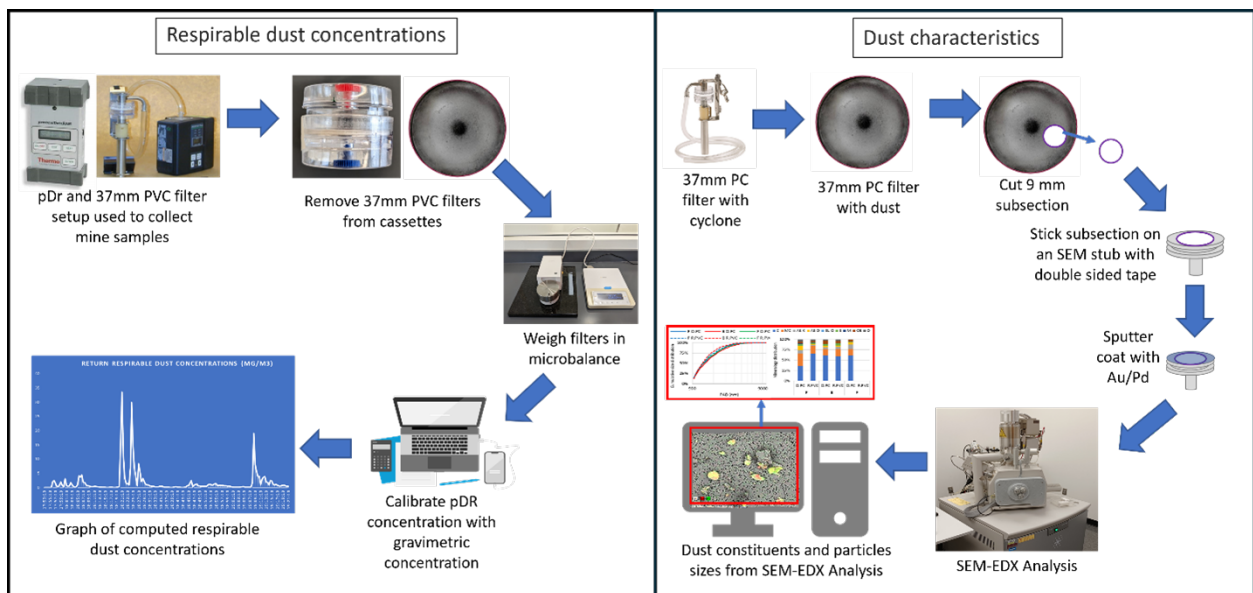 Respirable dust concentrations
pDr and 37mm PVC filter
setup used to collect
mine samples
Remove 37mm PVC filters
from cassettes
Weigh filters in
microbalance
Calibrate pDR
concentration with
gravimetric
concentration
RETURN RESPIRABLE DUST CONCENTRATIONS (MG/M3)
Graph of computed respirable
dust concentrations
Dust characteristics
37mm PC
filter with
cyclone
37mm PC filter
with dust
Cut 9 mm
subsection
Stick subsection on
an SEM stub with
double sided tape
Sputter
coat with
Au/Pd
SEM-EDX Analysis
Dust constituents and particles
sizes from SEM-EDX Analysis